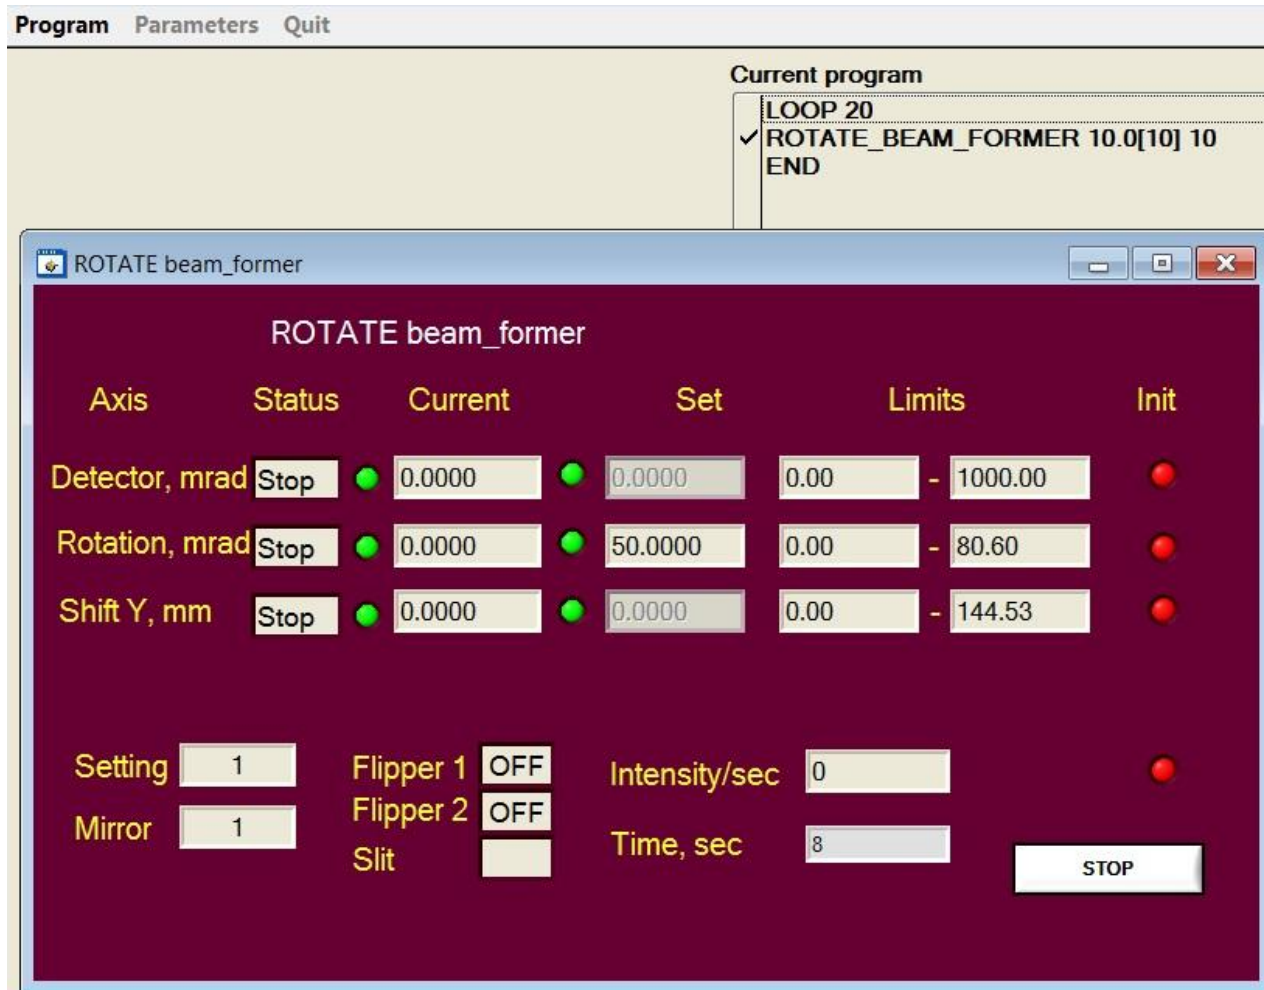 Program Parameters Quit
Current program
LOOP 20
ROTATE_BEAM_FORMER 10.0[10] 10
END
ROTATE beam_former
ROTATE beam_former
Axis Status Current Set Limits Init
Detector, mrad Stop 0.0000 0.0000 0.00 - 1000.00
Rotation, mrad Stop 0.0000 50.0000 0.00 - 80.60
Shift Y, mm Stop 0.0000 0.0000 0.00 - 144.53
Setting 1 Flipper 1 OFF Intensity/sec 0
Flipper 2 OFF
Mirror 1 Time, sec 8
Slit STOP